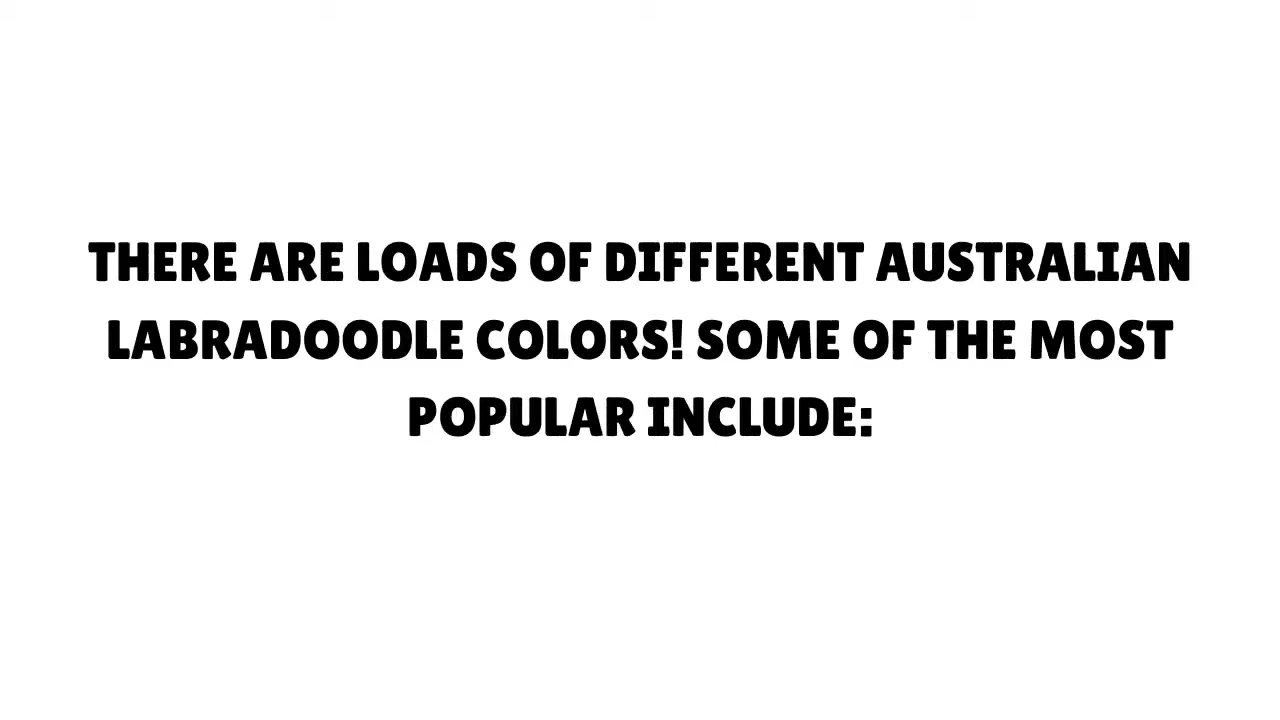 THERE ARE LOADS OF DIFFERENT AUSTRALIAN
LABRADOODLE COLORS! SOME OF THE MOST
POPULAR INCLUDE: